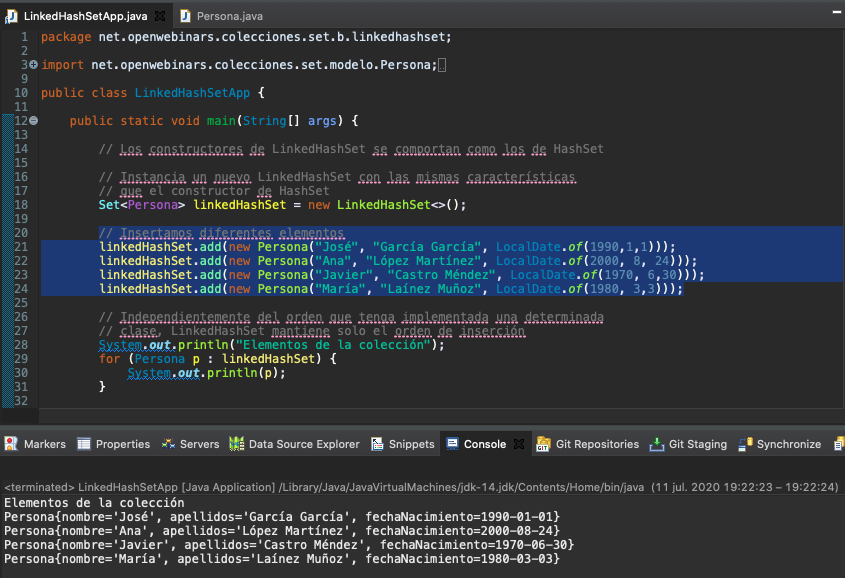 LinkedHashSetApp.java
Persona.java
1 package net.openwebinars.colecciones.set.b.linkedhashset;
2
3 import net.openwebinars.colecciones.set.modelo.Persona;
9
10 public class LinkedHashSetApp {
11
12 public static void main(String[] args) {
13
14 // Los constructores de LinkedHashSet se comportan como los de HashSet
15
16 // Instancia un nuevo LinkedHashSet con las mismas características
17 // que el constructor de HashSet
18 Set<Persona> linkedHashSet = new LinkedHashSet<>();
19
20 // Insertamos diferentes elementos
21 linkedHashSet.add(new Persona("José", "García García", LocalDate.of(1990,1,1)));
22 linkedHashSet.add(new Persona("Ana", "López Martínez", LocalDate.of(2000, 8, 24)));
23 linkedHashSet.add(new Persona("Javier", "Castro Méndez", LocalDate.of(1970, 6,30)));
24 linkedHashSet.add(new Persona("María", "Laínez Muñoz", LocalDate.of(1980, 3,3)));
25
26 // Independientemente del orden que tenga implementada una determinada
27 // clase, LinkedHashSet mantiene solo el orden de inserción
28 System.out.println("Elementos de la colección");
29 for (Persona p : linkedHashSet) {
30 System.out.println(p);
31 }
32
Markers Properties Servers Data Source Explorer Snippets Console Git Repositories Git Staging Synchronize
<terminated> LinkedHashSetApp [Java Application] /Library/Java/JavaVirtualMachines/jdk-14.jdk/Contents/Home/bin/java (11 jul. 2020 19:22:23 – 19:22:24)
Elementos de la colección
Persona{nombre='José', apellidos='García García', fechaNacimiento=1990-01-01}
Persona{nombre='Ana', apellidos='López Martínez', fechaNacimiento=2000-08-24}
Persona{nombre='Javier', apellidos='Castro Méndez', fechaNacimiento=1970-06-30}
Persona{nombre='María', apellidos='Laínez Muñoz', fechaNacimiento=1980-03-03}